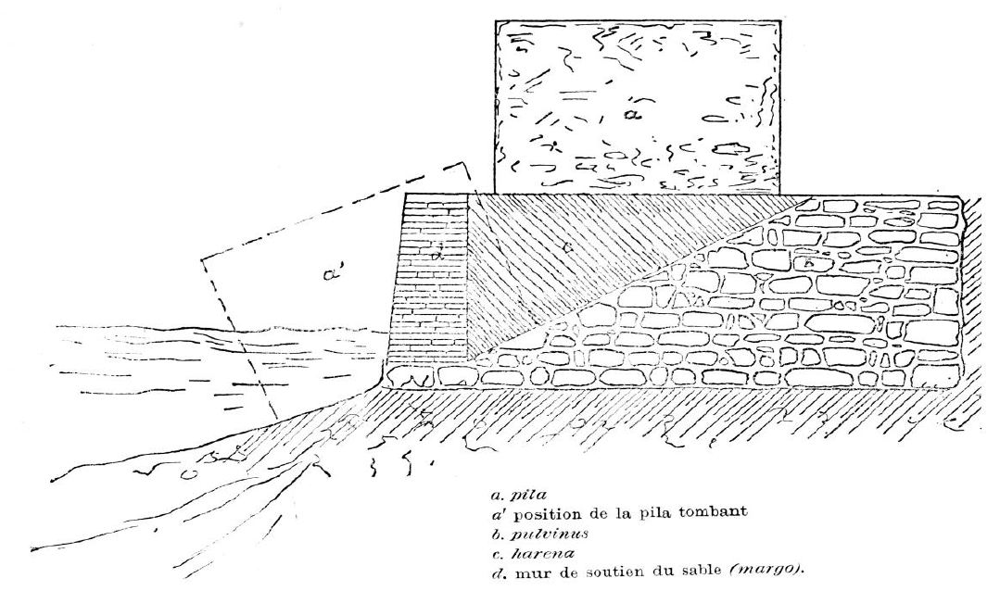 a
a'
d
c
a. pila
a' position de la pila tombant
b. pulvinus
c. harena
d. mur de soutien du sable (margo).